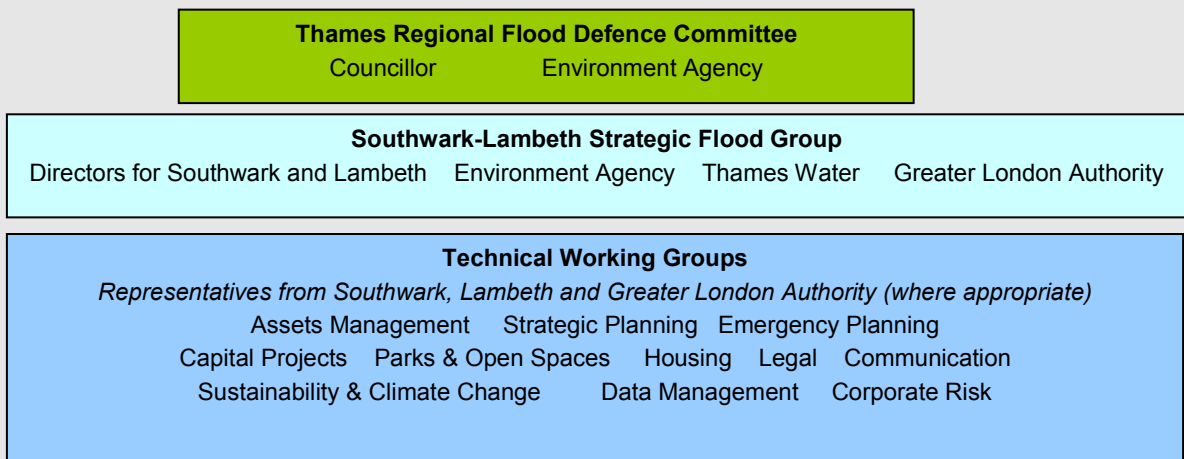 Thames Regional Flood Defence Committee
Councillor Environment Agency
Southwark-Lambeth Strategic Flood Group
Directors for Southwark and Lambeth Environment Agency Thames Water Greater London Authority
Technical Working Groups
Representatives from Southwark, Lambeth and Greater London Authority (where appropriate)
Assets Management Strategic Planning Emergency Planning
Capital Projects Parks & Open Spaces Housing Legal Communication
Sustainability & Climate Change Data Management Corporate Risk